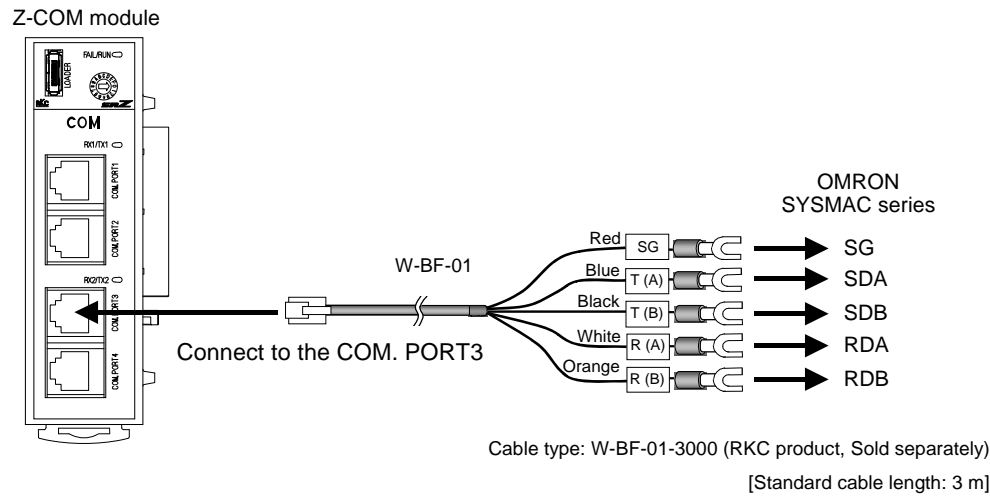 Z-COM module
FAIL/RUN
LOADER
RKC
SRZ
COM
RX1/TX1
COM.PORT1
COM.PORT2
RX2/TX2
COM.PORT3
COM.PORT4
Connect to the COM. PORT3
W-BF-01
OMRON
SYSMAC series
Red SG SG
Blue T (A) SDA
Black T (B) SDB
White R (A) RDA
Orange R (B) RDB
Cable type: W-BF-01-3000 (RKC product, Sold separately)
[Standard cable length: 3 m]